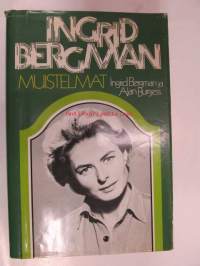 INGRID
BERGMAN
MUISTELMAT
Ingrid Bergman ja
Alan Burgess